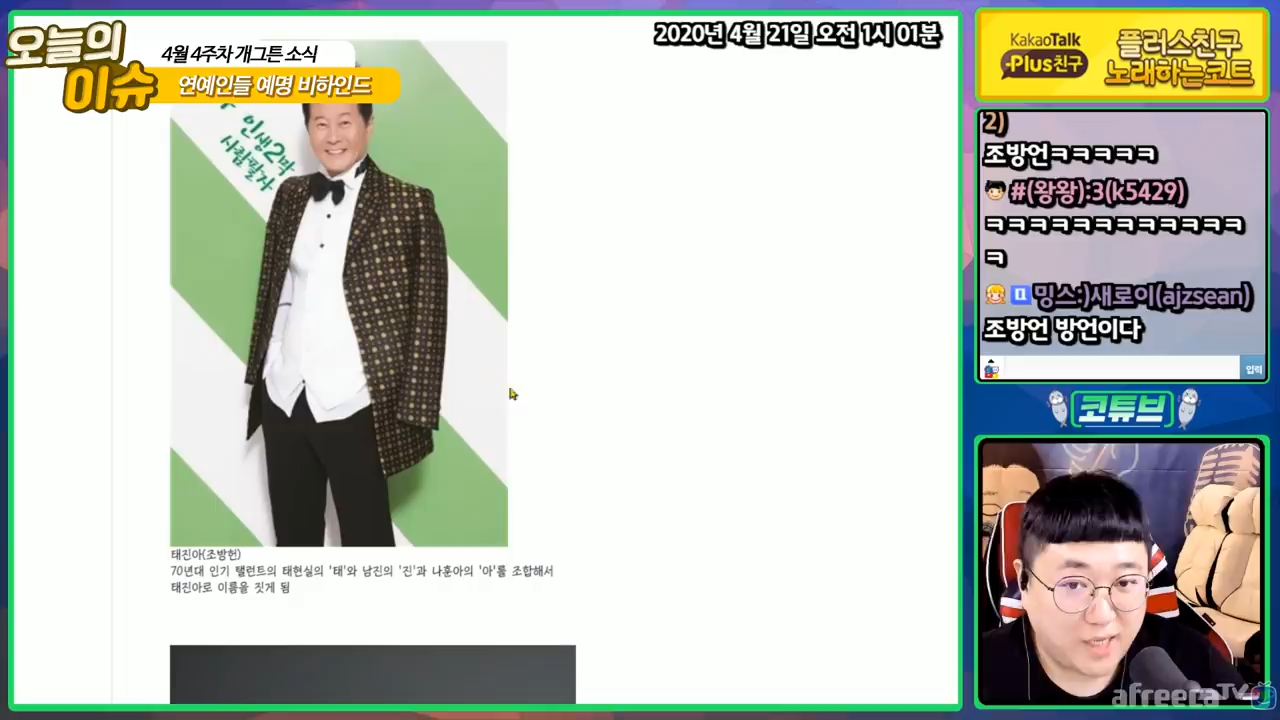 오늘의
이슈
4월 4주차 개그튼 소식
연예인들 예명 비하인드
2020년 4월 21일 오전 1시 01분
인생2막
사람팔자
태진아(조방헌)
70년대 인기 탤런트의 태현실의 '태'와 남진의 '진'과 나훈아의 '아'를 조합해서
태진아로 이름을 짓게 됨
KakaoTalk
Plus친구
플러스친구
노래하는코트
2)
조방언ㅋㅋㅋㅋㅋ
#(왕왕):3(k5429)
ㅋㅋㅋㅋㅋㅋㅋㅋㅋㅋㅋㅋ
ㅋ
밍스:)새로이(ajzsean)
조방언 방언이다
입력
코튜브
afreecaTV